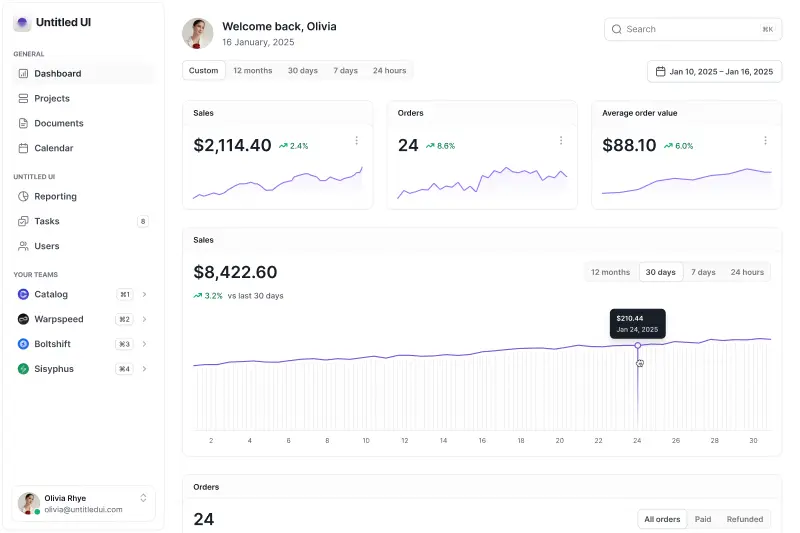 Untitled UI
GENERAL
Dashboard
Projects
Documents
Calendar
UNTITLED UI
Reporting
Tasks 8
Users
YOUR TEAMS
Catalog ⌘1
Warpspeed ⌘2
Boltshift ⌘3
Sisyphus ⌘4
Olivia Rhye
olivia@untitledui.com
Welcome back, Olivia
16 January, 2025
Search ⌘K
Custom 12 months 30 days 7 days 24 hours
Jan 10, 2025 – Jan 16, 2025
Sales
$2,114.40 2.4%
Orders
24 8.6%
Average order value
$88.10 6.0%
Sales
$8,422.60
3.2% vs last 30 days
12 months 30 days 7 days 24 hours
$210.44
Jan 24, 2025
2 4 6 8 10 12 14 16 18 20 22 24 26 28 30
Orders
24
All orders Paid Refunded